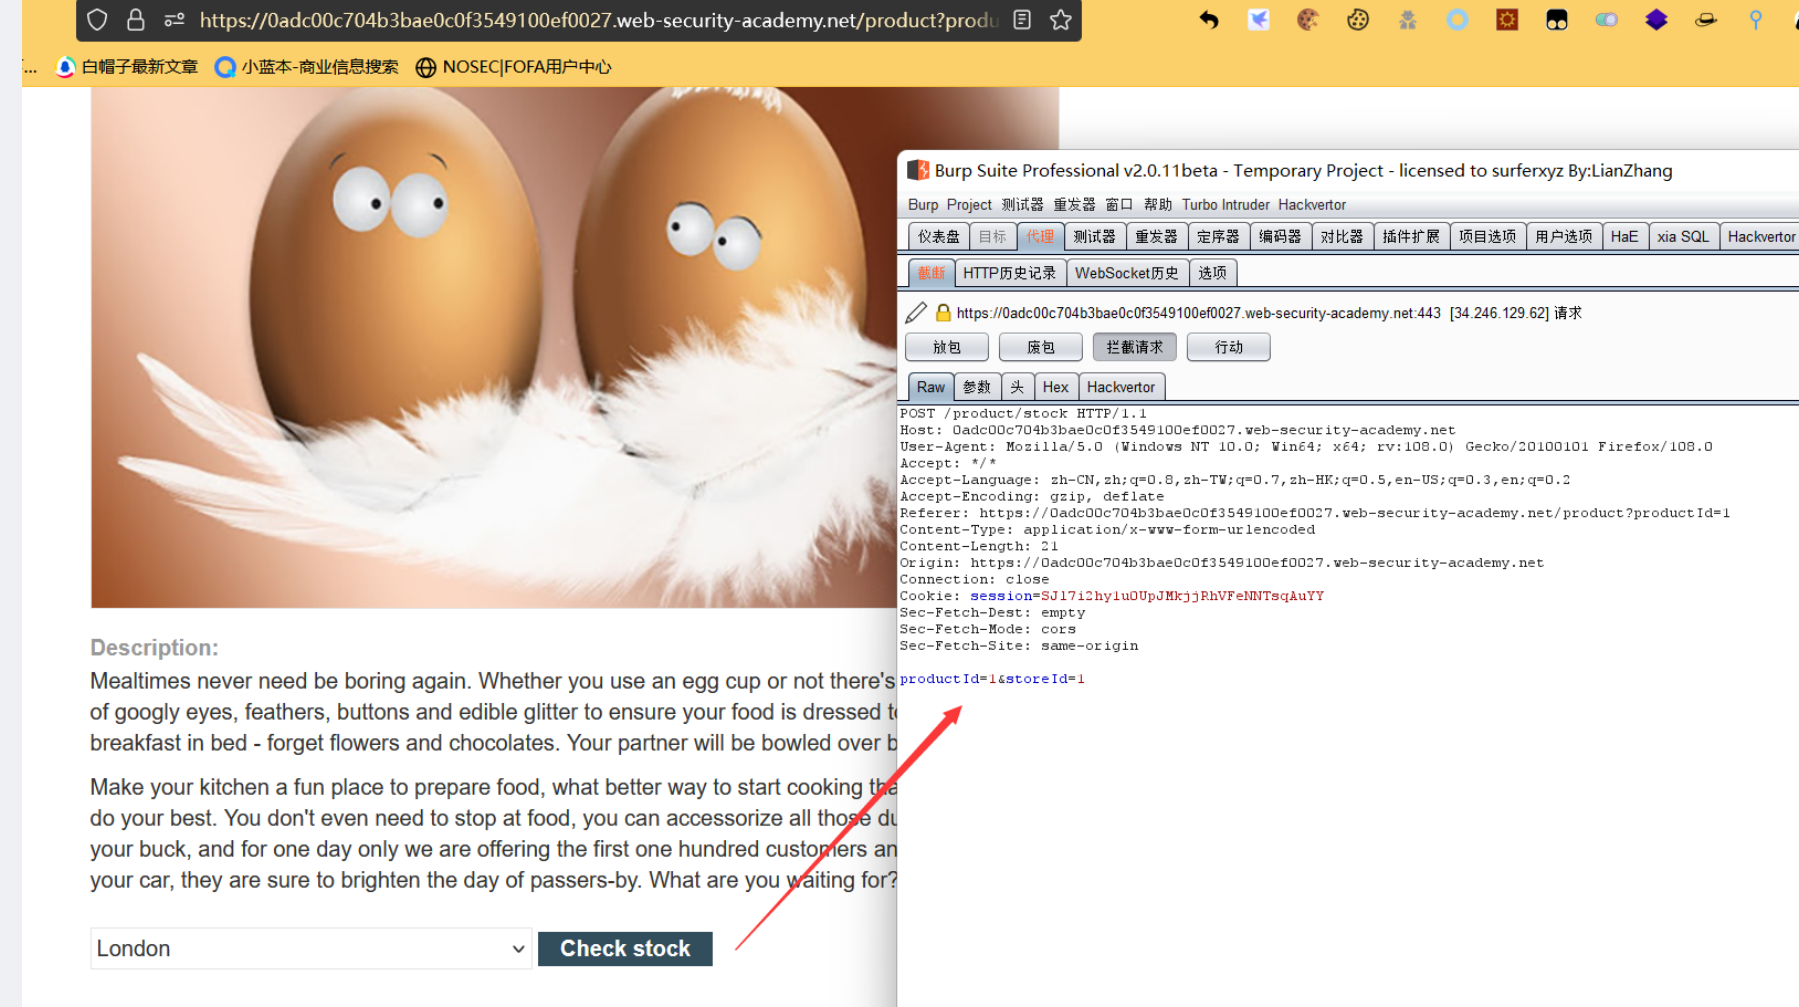 https://0adc00c704b3bae0c0f3549100ef0027.web-security-academy.net/product?produ
... 白帽子最新文章 小蓝本-商业信息搜索 NOSEC|FOFA用户中心
Burp Suite Professional v2.0.11beta - Temporary Project - licensed to surferxyz By:LianZhang
Burp Project 测试器 重发器 窗口 帮助 Turbo Intruder Hackvertor
仪表盘 目标 代理 测试器 重发器 定序器 编码器 对比器 插件扩展 项目选项 用户选项 HaE xia SQL Hackvertor
截断 HTTP历史记录 WebSocket历史 选项
https://0adc00c704b3bae0c0f3549100ef0027.web-security-academy.net:443 [34.246.129.62] 请求
放包 废包 拦截请求 行动
Raw 参数 头 Hex Hackvertor
POST /product/stock HTTP/1.1
Host: 0adc00c704b3bae0c0f3549100ef0027.web-security-academy.net
User-Agent: Mozilla/5.0 (Windows NT 10.0; Win64; x64; rv:108.0) Gecko/20100101 Firefox/108.0
Accept: */*
Accept-Language: zh-CN,zh;q=0.8,zh-TW;q=0.7,zh-HK;q=0.5,en-US;q=0.3,en;q=0.2
Accept-Encoding: gzip, deflate
Referer: https://0adc00c704b3bae0c0f3549100ef0027.web-security-academy.net/product?productId=1
Content-Type: application/x-www-form-urlencoded
Content-Length: 21
Origin: https://0adc00c704b3bae0c0f3549100ef0027.web-security-academy.net
Connection: close
Cookie: session=SJ17i2hy1u0UpJMkjjRhVFeNNTsqAuYY
Sec-Fetch-Dest: empty
Sec-Fetch-Mode: cors
Sec-Fetch-Site: same-origin
productId=1&storeId=1
Description:
Mealtimes never need be boring again. Whether you use an egg cup or not there's
of googly eyes, feathers, buttons and edible glitter to ensure your food is dressed to
breakfast in bed - forget flowers and chocolates. Your partner will be bowled over b
Make your kitchen a fun place to prepare food, what better way to start cooking tha
do your best. You don't even need to stop at food, you can accessorize all those du
your buck, and for one day only we are offering the first one hundred customers an
your car, they are sure to brighten the day of passers-by. What are you waiting for?
London Check stock